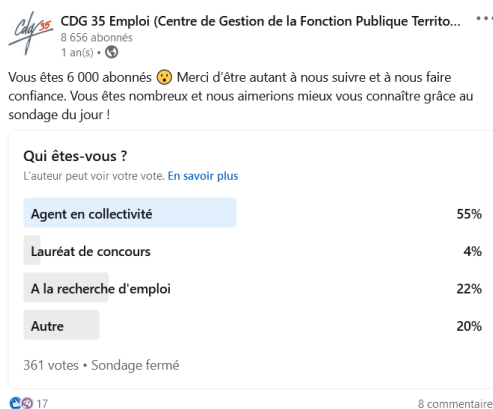 Cdg 35
CDG 35 Emploi (Centre de Gestion de la Fonction Publique Territo...
8 656 abonnés
1 an(s) •
Vous êtes 6 000 abonnés 😮 Merci d'être autant à nous suivre et à nous faire
confiance. Vous êtes nombreux et nous aimerions mieux vous connaître grâce au
sondage du jour !
Qui êtes-vous ?
L'auteur peut voir votre vote. En savoir plus
Agent en collectivité 55%
Lauréat de concours 4%
A la recherche d'emploi 22%
Autre 20%
361 votes • Sondage fermé
17 8 commentaire